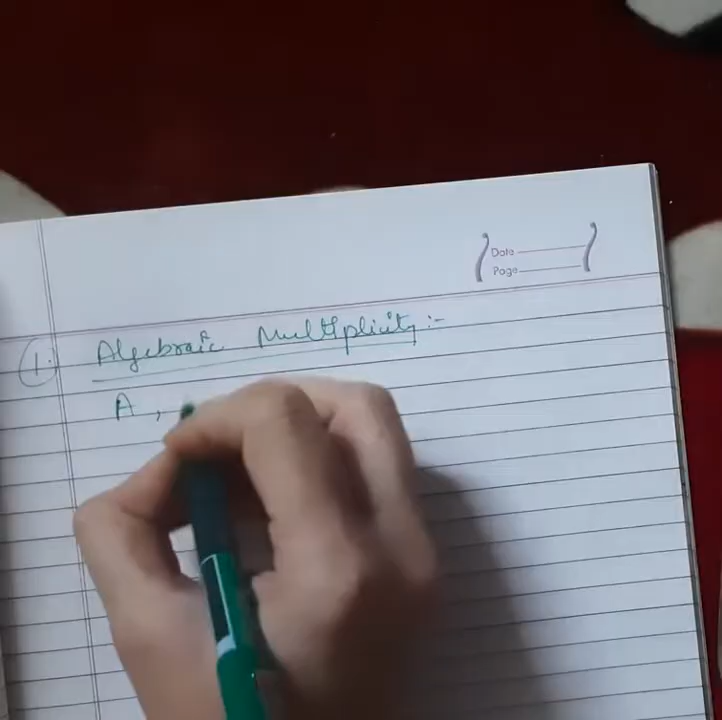 Date
Page
1. Algebraic Multiplicity :-
A ,